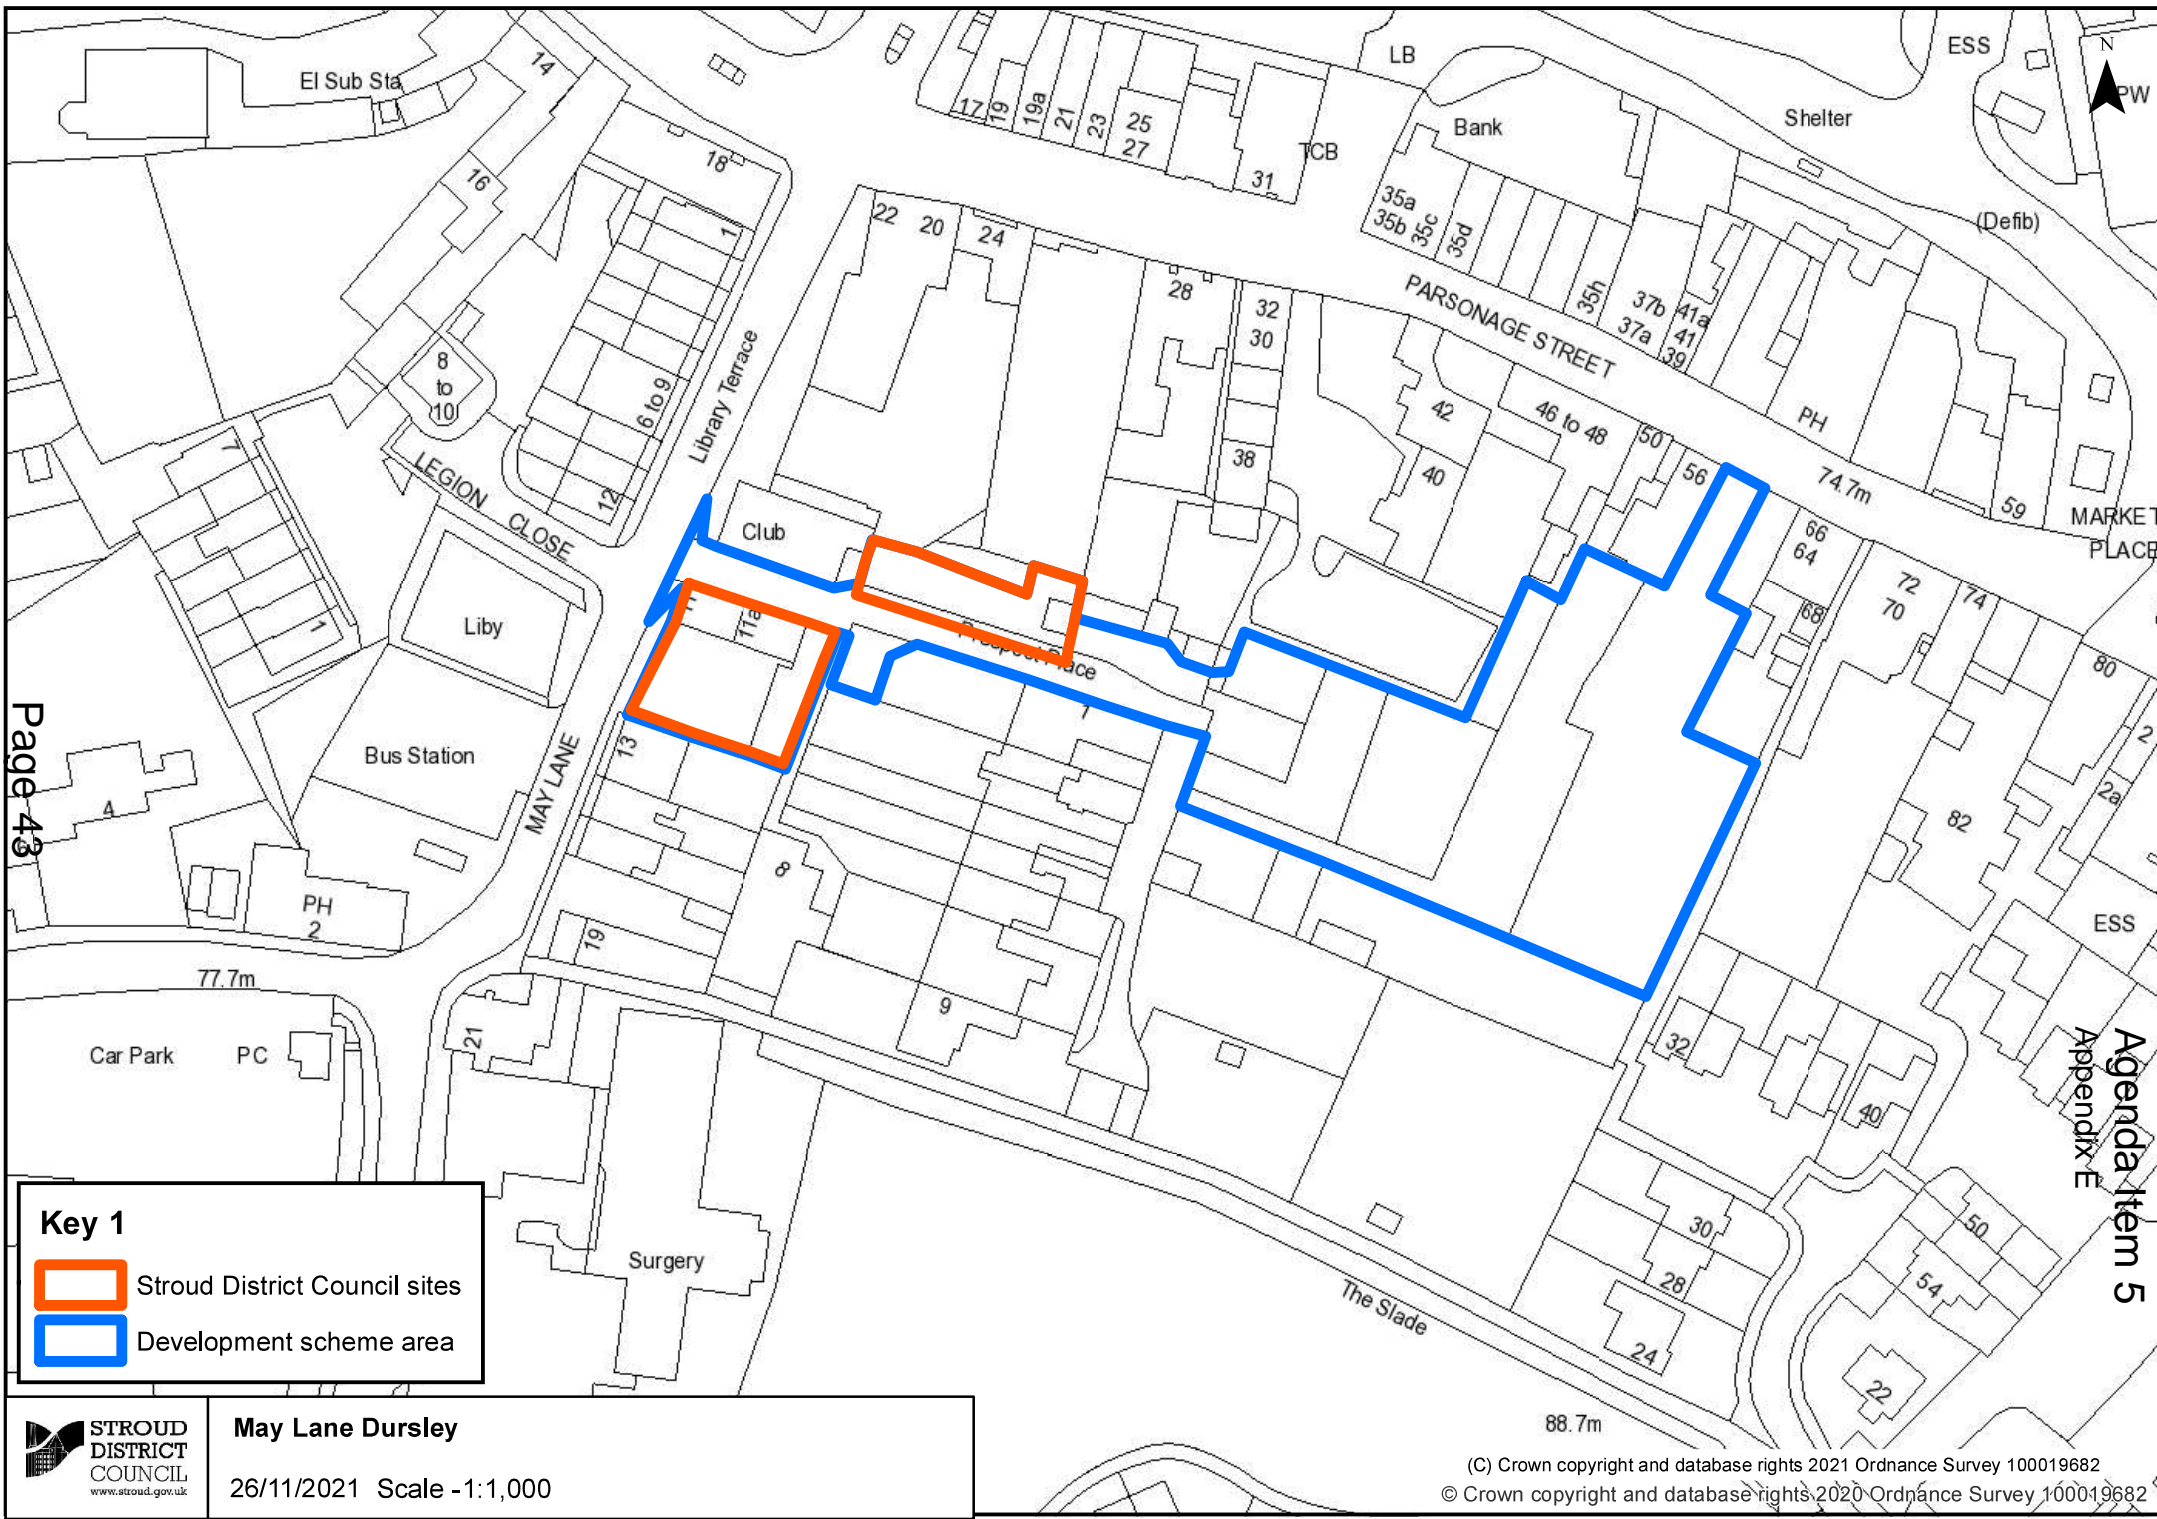 El Sub Sta
14
16
18
1
17
19
19a
21
23
25
27
31
TCB
LB
Bank
ESS
N
PW
Shelter
(Defib)
35a
35b
35c
35d
35h
37b
37a
41a
41
39
PARSONAGE STREET
PH
74.7m
59
MARKET
PLACE
22
20
24
28
32
30
38
42
40
46 to 48
50
56
66
64
68
72
70
74
80
2
2a
82
ESS
8
to
10
6 to 9
12
Library Terrace
LEGION CLOSE
7
1
Liby
Club
11
11a
Prospect Place
1
13
MAY LANE
Bus Station
4
PH
2
8
19
9
77.7m
21
Car Park
PC
Surgery
The Slade
32
40
30
28
24
50
54
22
88.7m
Page 43
Agenda Item 5
Appendix E
Key 1
Stroud District Council sites
Development scheme area
STROUD
DISTRICT
COUNCIL
www.stroud.gov.uk
May Lane Dursley
26/11/2021 Scale -1:1,000
(C) Crown copyright and database rights 2021 Ordnance Survey 100019682
© Crown copyright and database rights 2020 Ordnance Survey 100019682